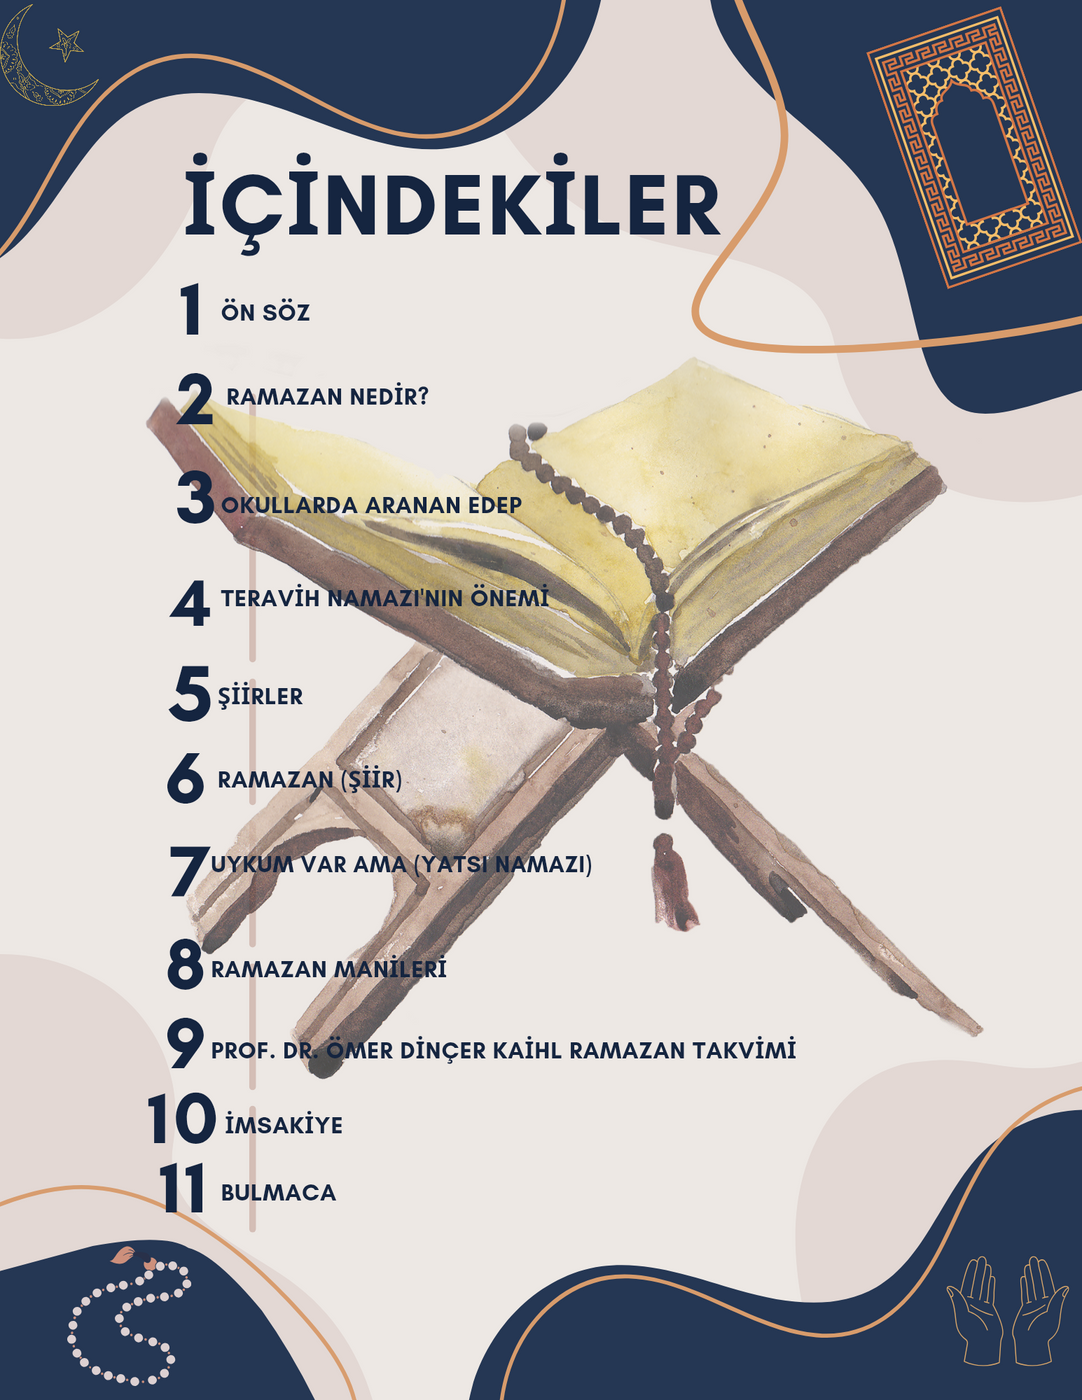 İÇİNDEKİLER
1 ÖN SÖZ
2 RAMAZAN NEDİR?
3 OKULLARDA ARANAN EDEP
4 TERAVİH NAMAZI'NIN ÖNEMİ
5 ŞİİRLER
6 RAMAZAN (ŞİİR)
7 UYKUM VAR AMA (YATSI NAMAZI)
8 RAMAZAN MANİLERİ
9 PROF. DR. ÖMER DİNÇER KAİHL RAMAZAN TAKVİMİ
10 İMSAKİYE
11 BULMACA